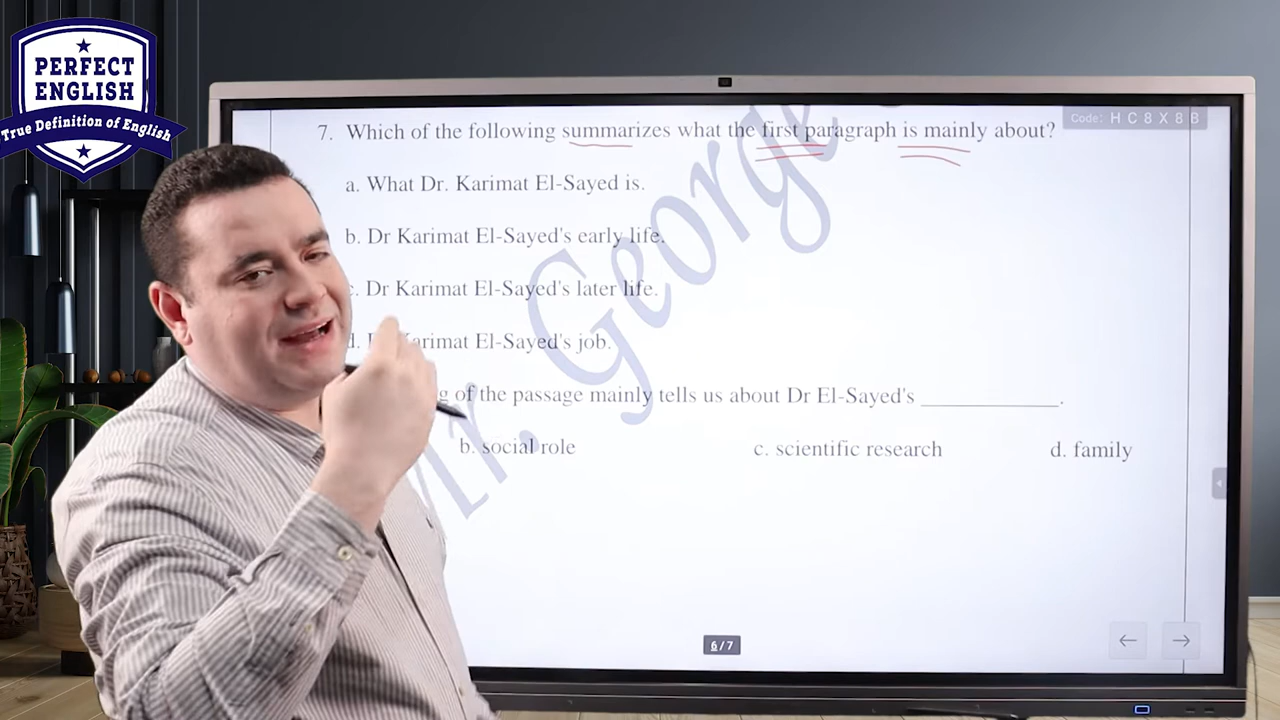 PERFECT
ENGLISH
True Definition of English
Code: HC8X8B
7. Which of the following summarizes what the first paragraph is mainly about?
a. What Dr. Karimat El-Sayed is.
b. Dr Karimat El-Sayed's early life.
c. Dr Karimat El-Sayed's later life.
d. Karimat El-Sayed's job.
of the passage mainly tells us about Dr El-Sayed's ____________.
b. social role c. scientific research d. family
Mr. George
6/7